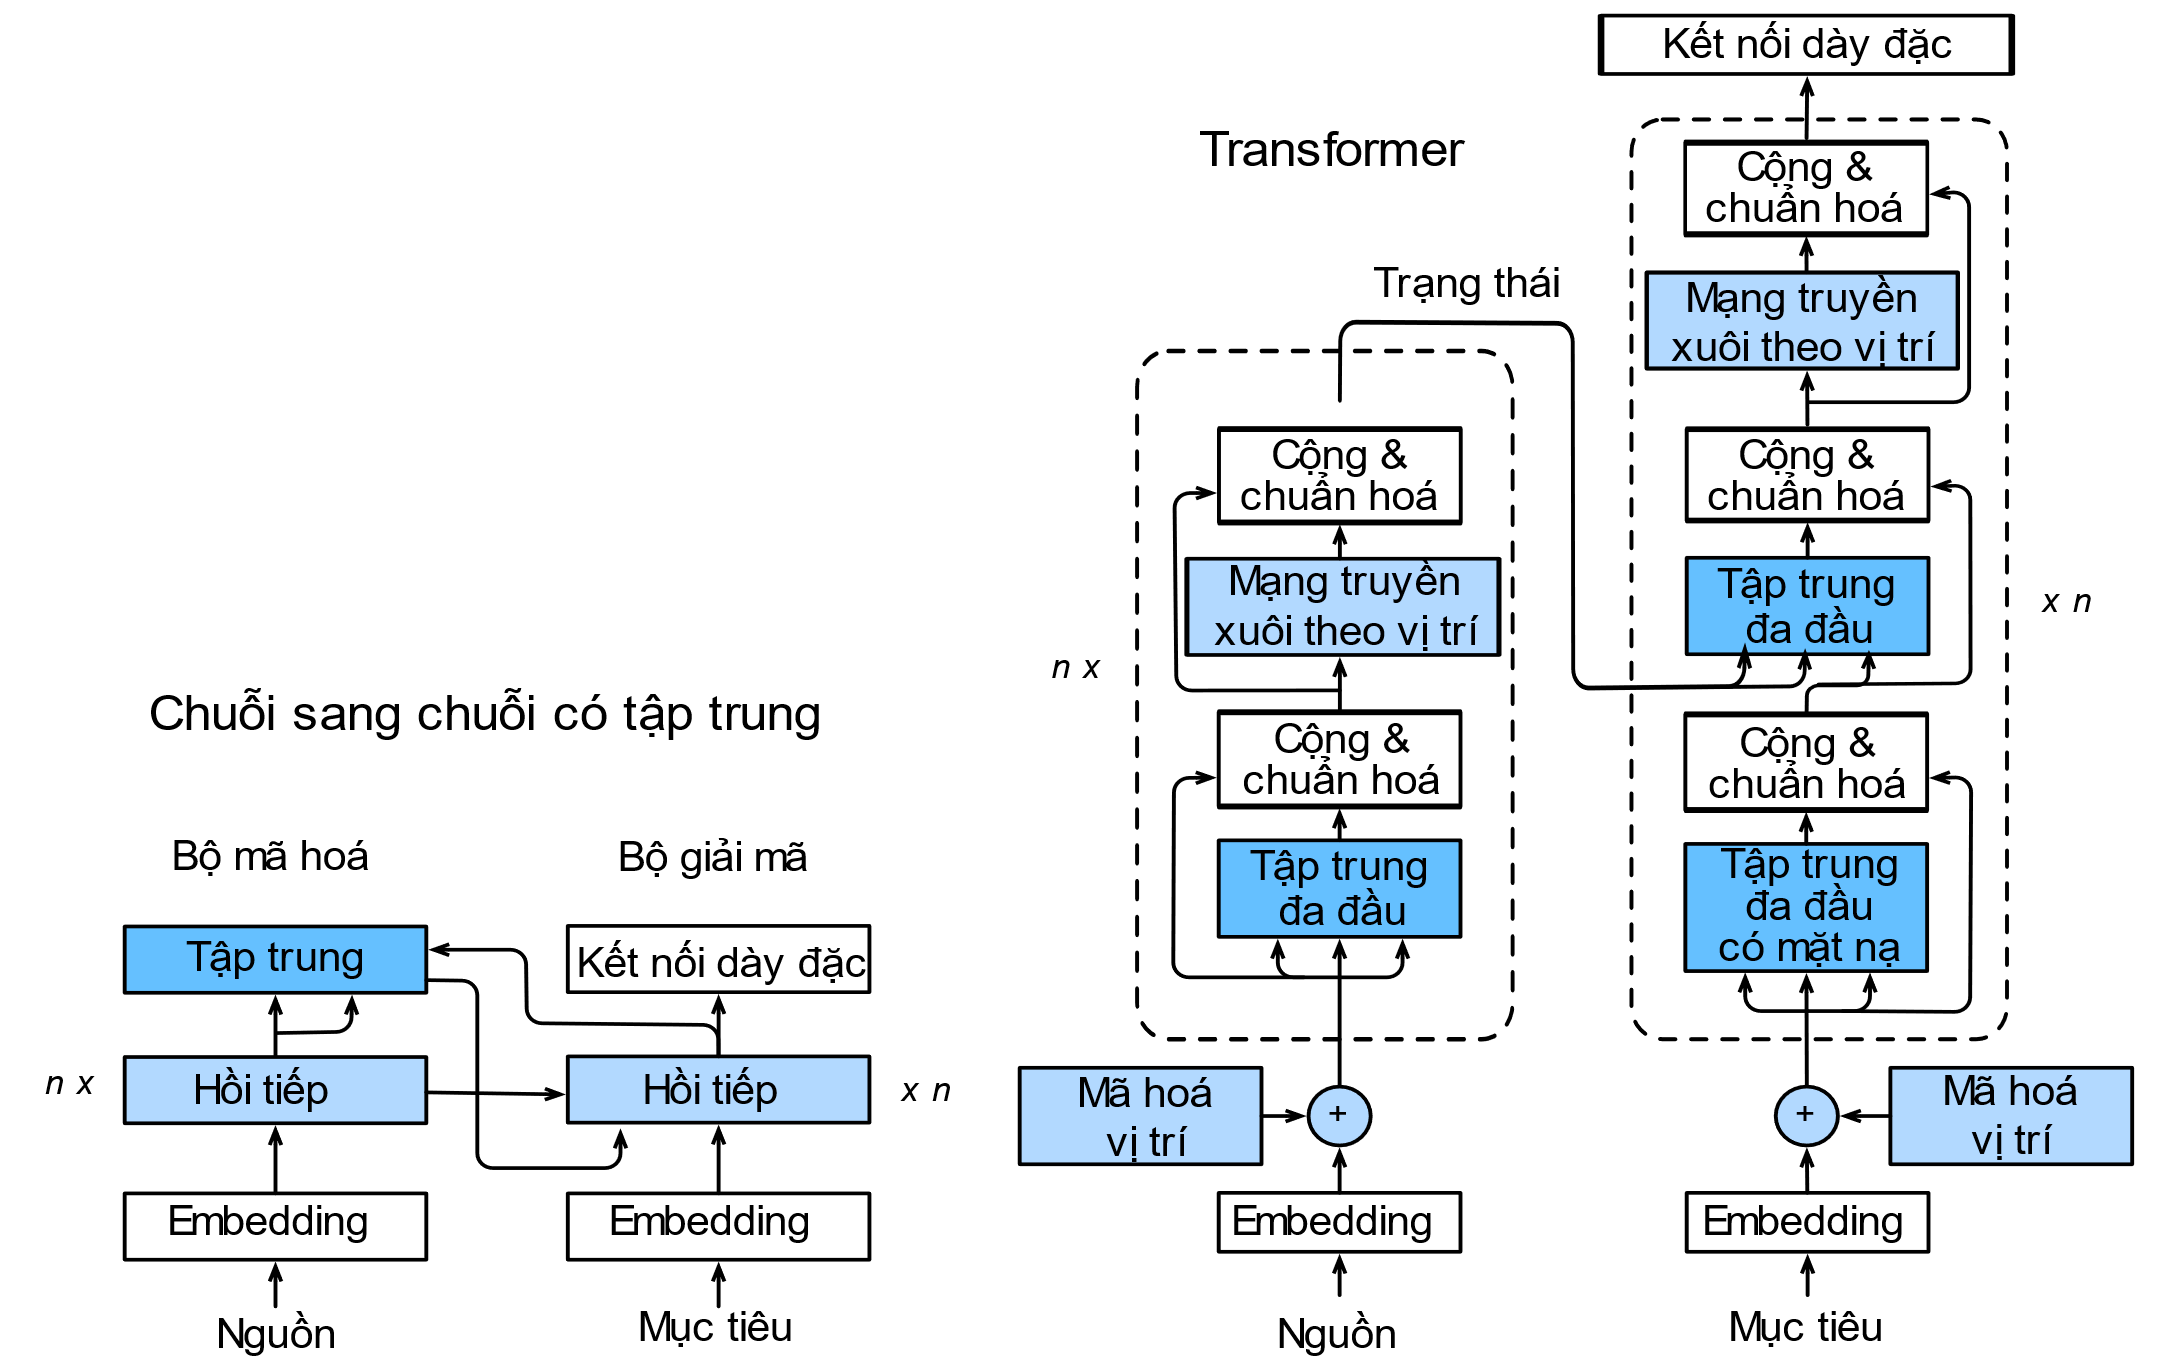 Chuỗi sang chuỗi có tập trung
Bộ mã hoá
Bộ giải mã
Tập trung
Kết nối dày đặc
n x
Hồi tiếp
Hồi tiếp
x n
Embedding
Embedding
Nguồn
Mục tiêu
Transformer
Trạng thái
n x
Cộng &
chuẩn hoá
Mạng truyền
xuôi theo vị trí
Cộng &
chuẩn hoá
Tập trung
đa đầu
Mã hoá
vị trí
+
Embedding
Nguồn
Kết nối dày đặc
Cộng &
chuẩn hoá
Mạng truyền
xuôi theo vị trí
Cộng &
chuẩn hoá
Tập trung
đa đầu
x n
Cộng &
chuẩn hoá
Tập trung
đa đầu
có mặt nạ
+
Mã hoá
vị trí
Embedding
Mục tiêu